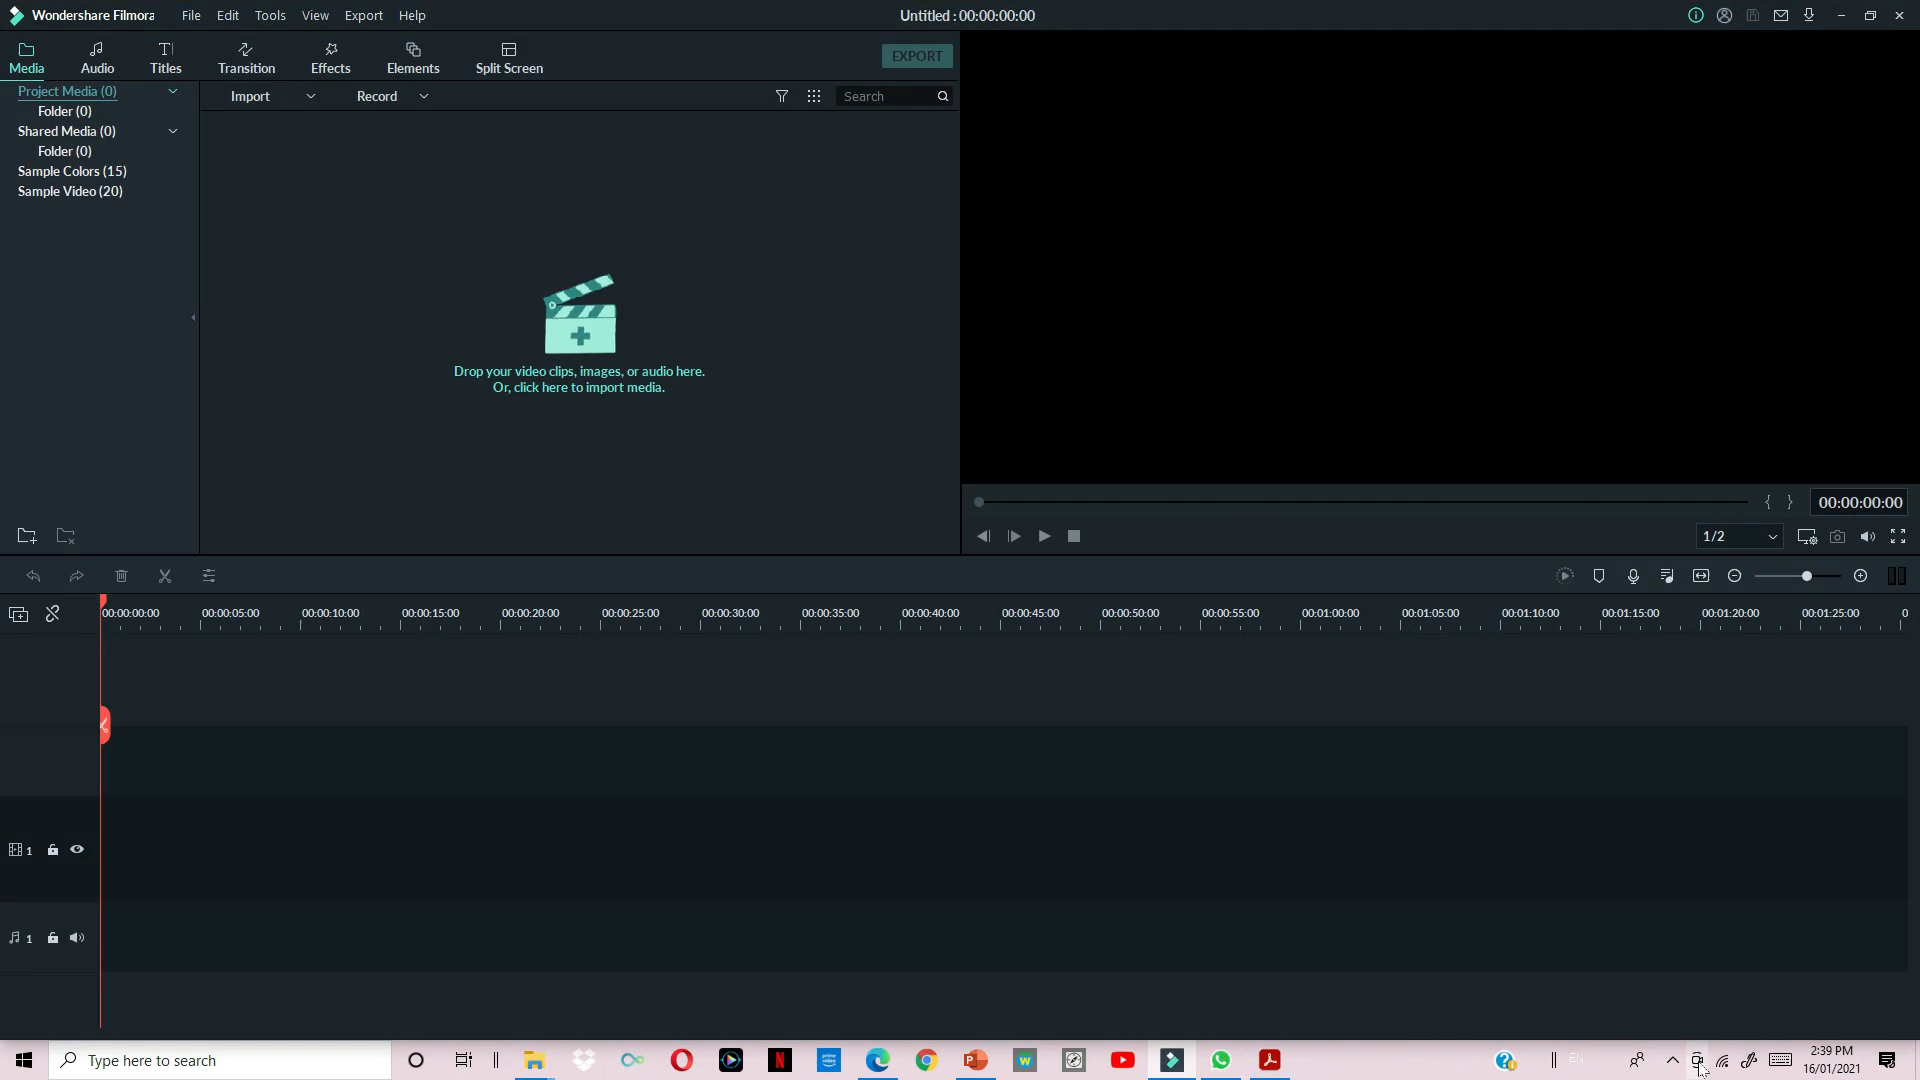 Wondershare Filmora
File
Edit
Tools
View
Export
Help
Untitled : 00:00:00:00
Media
Audio
Titles
Transition
Effects
Elements
Split Screen
EXPORT
Project Media (0)
Folder (0)
Shared Media (0)
Folder (0)
Sample Colors (15)
Sample Video (20)
Import
Record
Search
Drop your video clips, images, or audio here.
Or, click here to import media.
{ }
00:00:00:00
1/2
00:00:00:00
00:00:05:00
00:00:10:00
00:00:15:00
00:00:20:00
00:00:25:00
00:00:30:00
00:00:35:00
00:00:40:00
00:00:45:00
00:00:50:00
00:00:55:00
00:01:00:00
00:01:05:00
00:01:10:00
00:01:15:00
00:01:20:00
00:01:25:00
0
1
1
Type here to search
prime video
EN
2:39 PM
16/01/2021